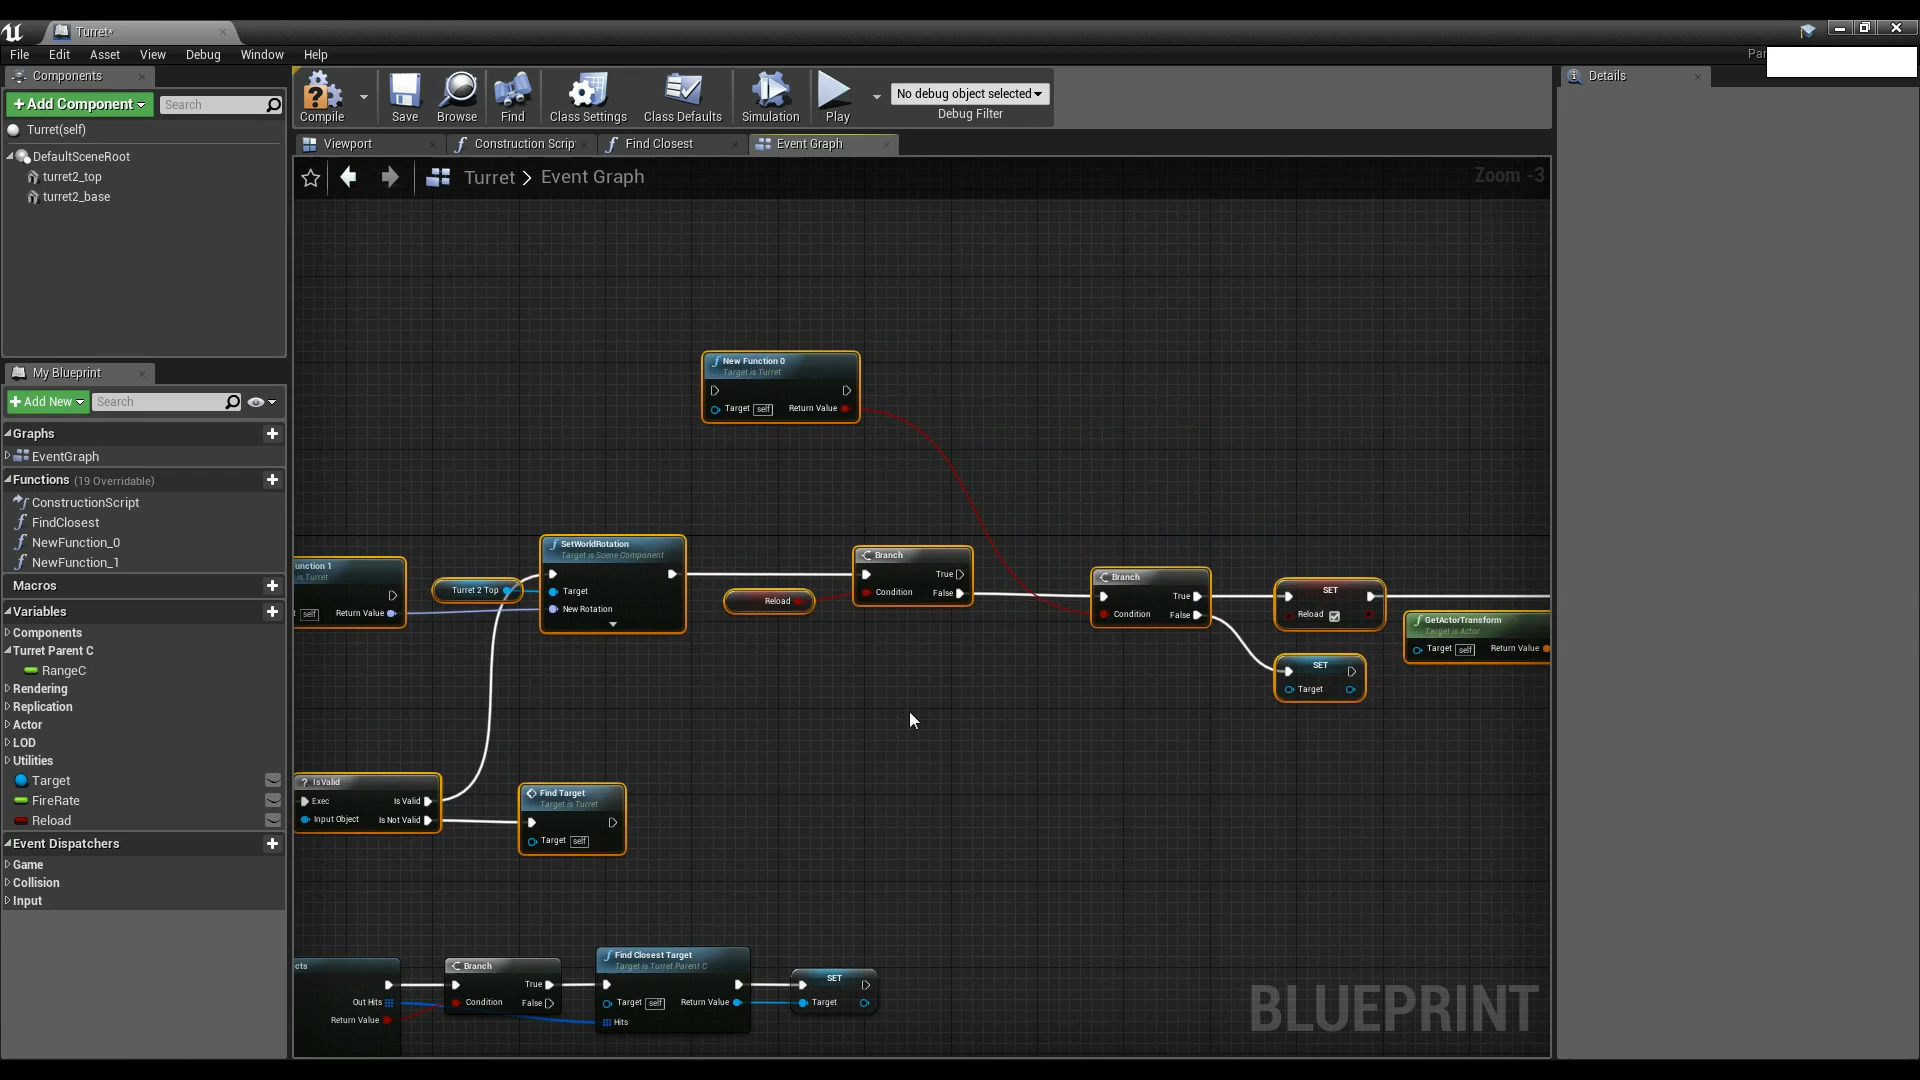 Turret*
File Edit Asset View Debug Window Help
Par
Components
Add Component
Search
Turret(self)
DefaultSceneRoot
turret2_top
turret2_base
Compile
Save
Browse
Find
Class Settings
Class Defaults
Simulation
Play
No debug object selected
Debug Filter
Details
Viewport
Construction Scrip
Find Closest
Event Graph
Turret > Event Graph
Zoom -3
My Blueprint
Add New
Search
Graphs
EventGraph
Functions (19 Overridable)
ConstructionScript
FindClosest
NewFunction_0
NewFunction_1
Macros
Variables
Components
Turret Parent C
RangeC
Rendering
Replication
Actor
LOD
Utilities
Target
FireRate
Reload
Event Dispatchers
Game
Collision
Input
New Function 0
Target is Turret
Target self Return Value
unction 1
is Turret
t self Return Value
Turret 2 Top
SetWorldRotation
Target is Scene Component
Target
New Rotation
Reload
Branch
True
Condition False
Branch
True
Condition False
SET
Reload
SET
Target
GetActorTransform
Target is Actor
Target self Return Value
IsValid
Exec Is Valid
Input Object Is Not Valid
Find Target
Target is Turret
Target self
cts
Out Hits
Return Value
Branch
True
Condition False
Find Closest Target
Target is Turret Parent C
Target self Return Value
Hits
SET
Target
BLUEPRINT